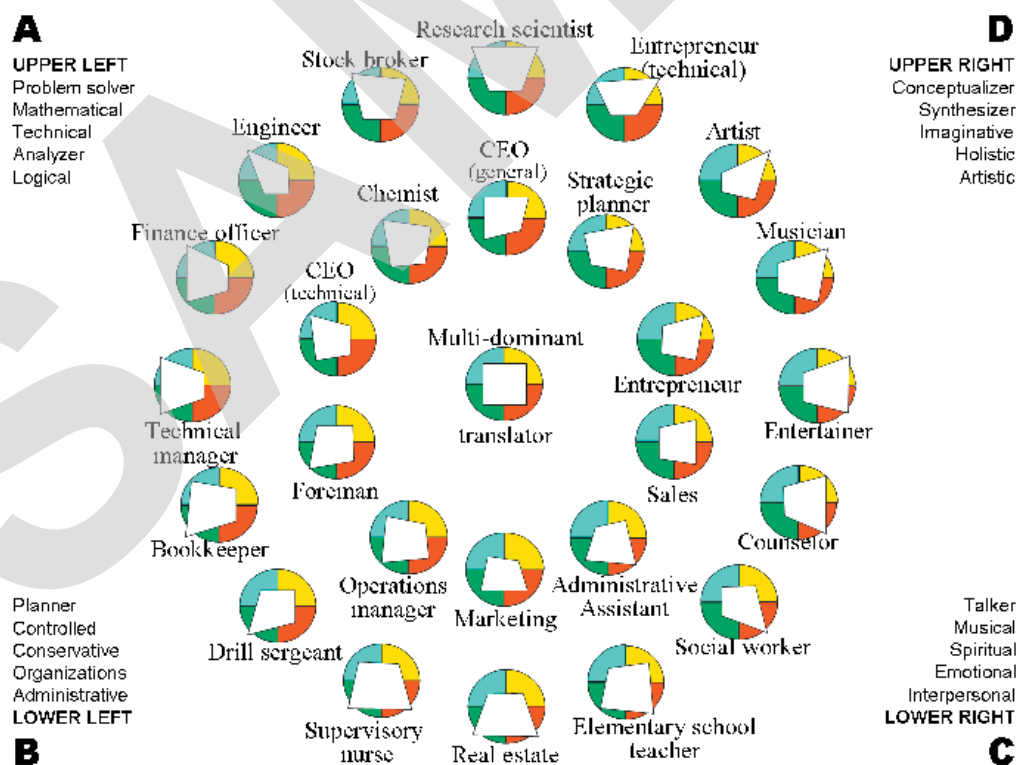 A
UPPER LEFT
Problem solver
Mathematical
Technical
Analyzer
Logical
D
UPPER RIGHT
Conceptualizer
Synthesizer
Imaginative
Holistic
Artistic
Research scientist
Stock broker
Entrepreneur
(technical)
Engineer
CEO
(general)
Artist
Chemist
Strategic
planner
Finance officer
Musician
CEO
(technical)
Multi-dominant
translator
Entrepreneur
Technical
manager
Entertainer
Foreman
Sales
Bookkeeper
Counselor
Operations
manager
Marketing
Administrative
Assistant
Drill sergeant
Social worker
Supervisory
nurse
Real estate
Elementary school
teacher
Planner
Controlled
Conservative
Organizations
Administrative
LOWER LEFT
B
Talker
Musical
Spiritual
Emotional
Interpersonal
LOWER RIGHT
C